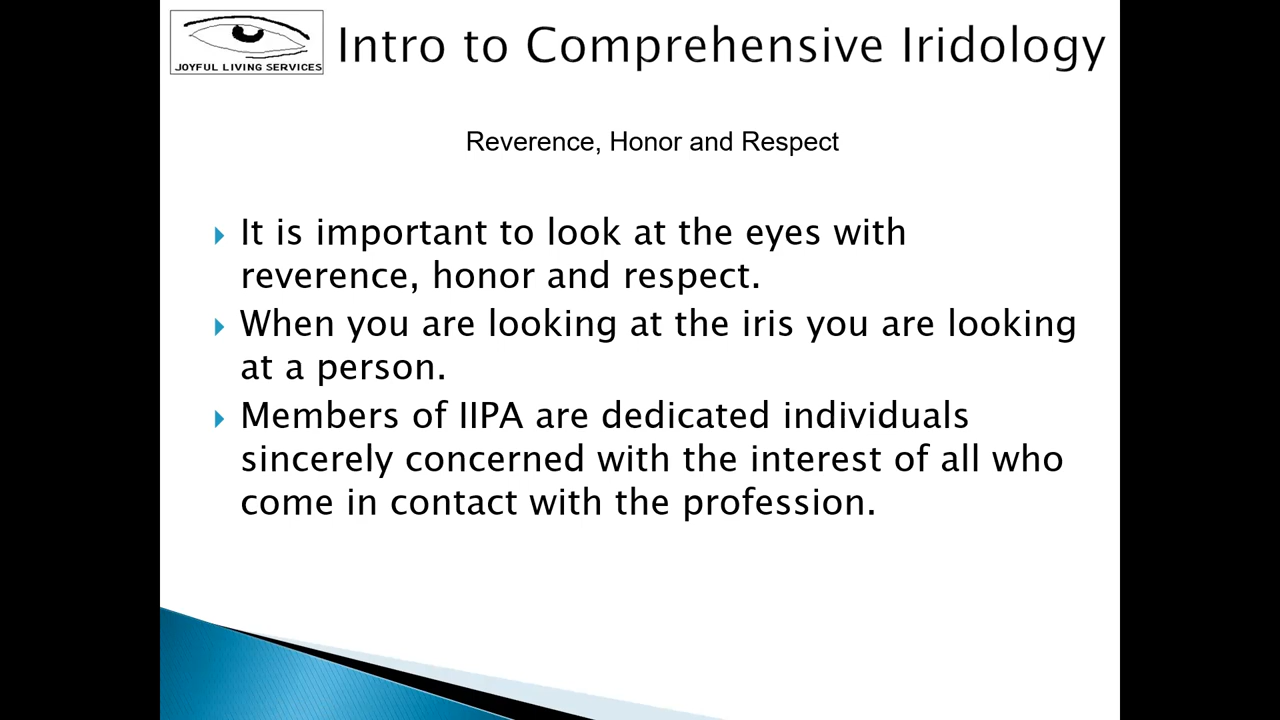 JOYFUL LIVING SERVICES
Intro to Comprehensive Iridology
Reverence, Honor and Respect
It is important to look at the eyes with
reverence, honor and respect.
When you are looking at the iris you are looking
at a person.
Members of IIPA are dedicated individuals
sincerely concerned with the interest of all who
come in contact with the profession.